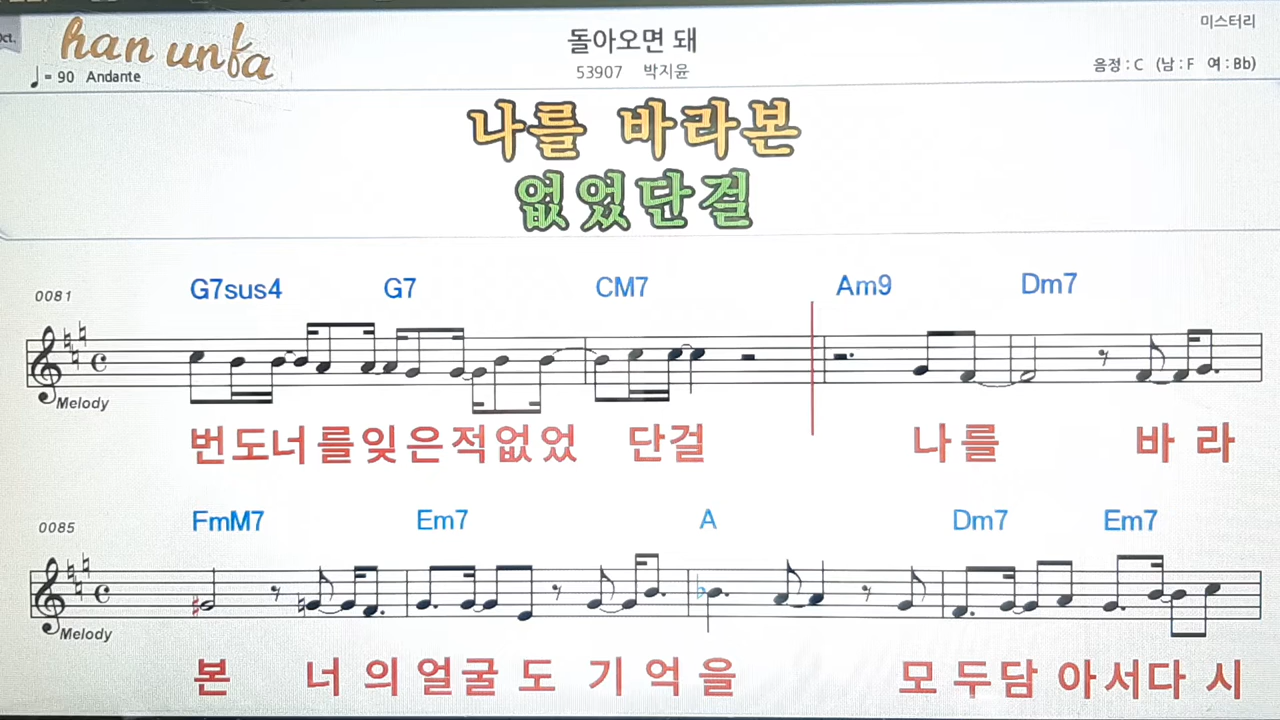 Oct.
han unfa
돌아오면 돼
미스터리
♩= 90 Andante
53907 박지윤
음정 : C (남 : F 여 : Bb)
나를 바라본
없었단걸
0081
G7sus4 G7 CM7 Am9 Dm7
Melody
번도너를잊은적없었 단걸 나를 바라
0085
FmM7 Em7 A Dm7 Em7
Melody
본 너의얼굴도 기억을 모두담아서다시